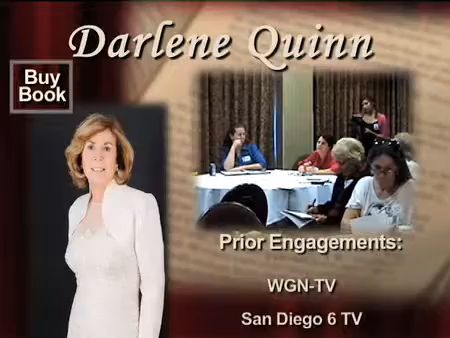 Darlene Quinn
Buy
Book
Prior Engagements:
WGN-TV
San Diego 6 TV